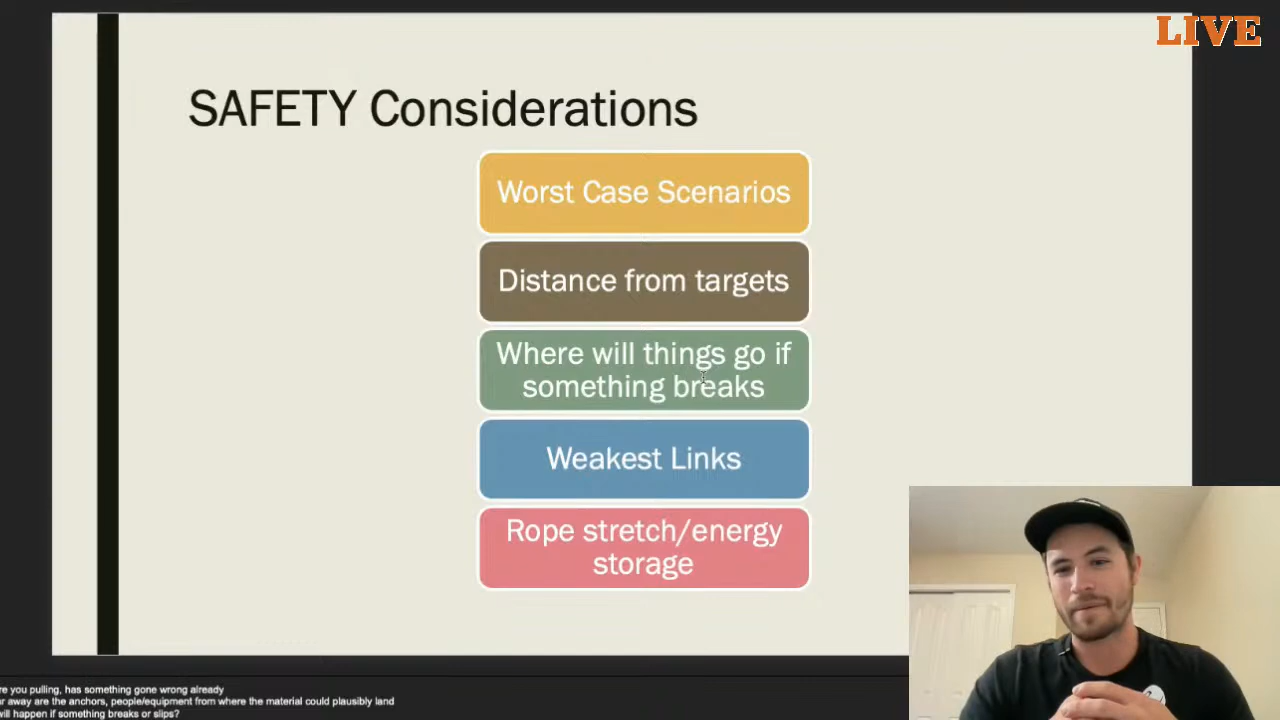 LIVE
SAFETY Considerations
Worst Case Scenarios
Distance from targets
Where will things go if
something breaks
Weakest Links
Rope stretch/energy
storage
you pulling, has something gone wrong already
away are the anchors, people/equipment from where the material could plausibly land
will happen if something breaks or slips?